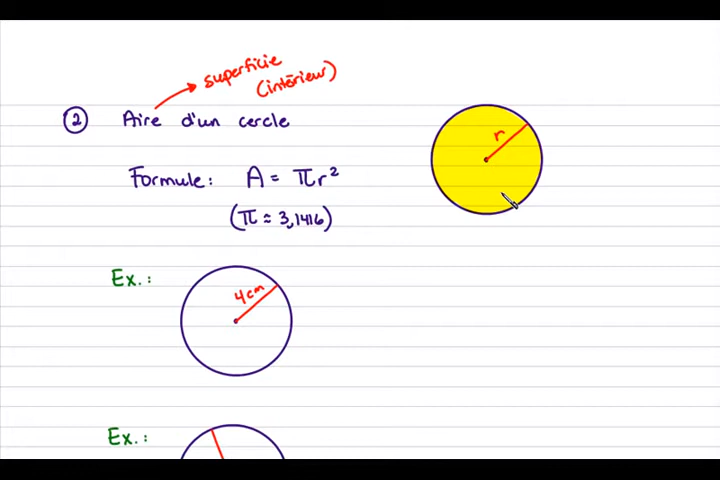 superficie
(intérieur)
② Aire d'un cercle
r
Formule: A = πr²
(π ≈ 3,1416)
Ex.:
4cm
Ex.: